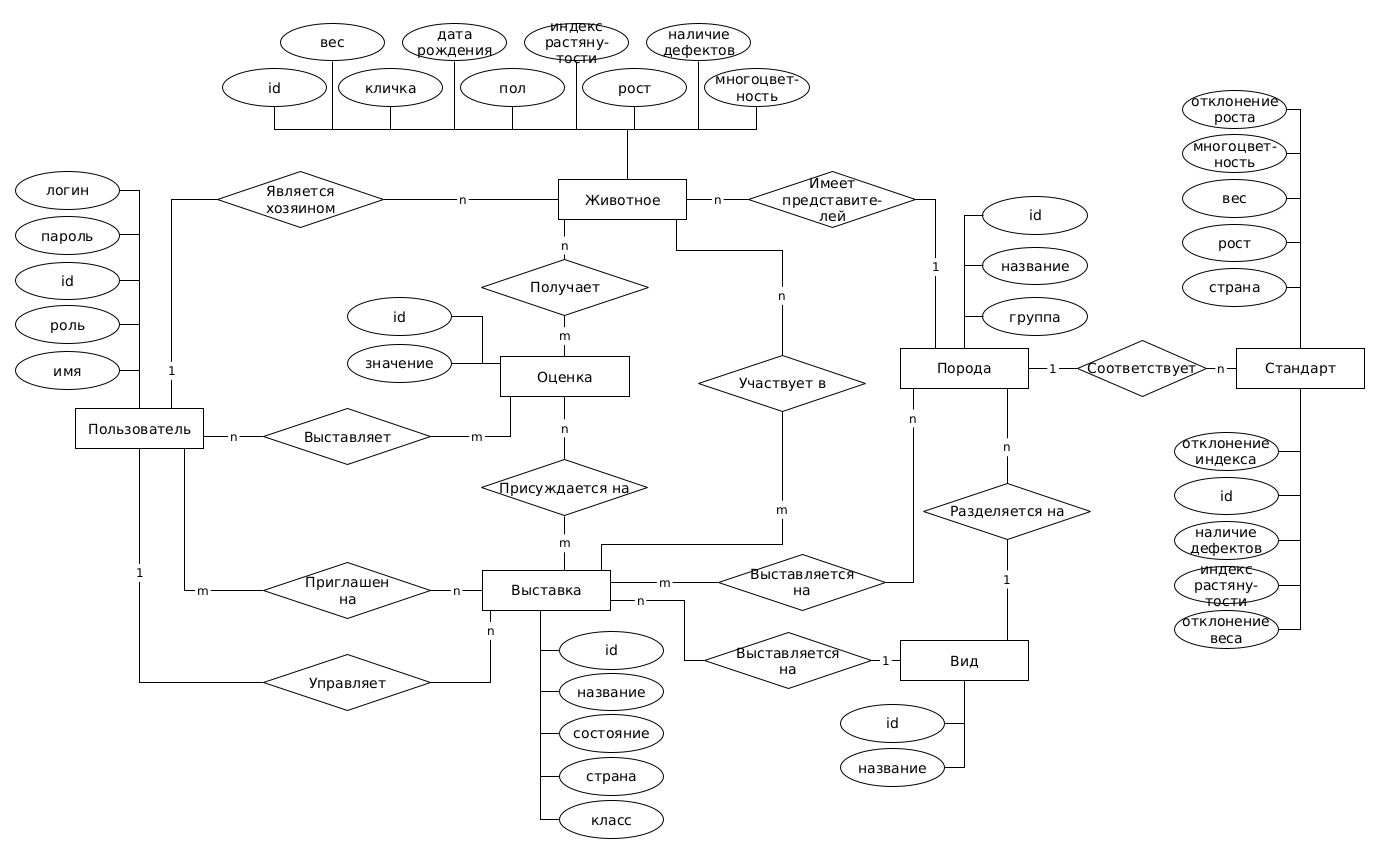 вес
дата
рождения
индекс
растяну-
тости
наличие
дефектов
id
кличка
пол
рост
многоцвет-
ность
отклонение
роста
многоцвет-
ность
вес
рост
страна
логин
пароль
id
роль
имя
Является
хозяином
n
1
Животное
n
Имеет
представите-
лей
1
id
название
группа
n
Получает
m
n
Участвует в
m
id
значение
Оценка
Порода
1
Соответствует
n
Стандарт
Пользователь
n
Выставляет
m
n
Присуждается на
m
n
n
Разделяется на
1
отклонение
индекса
id
наличие
дефектов
индекс
растяну-
тости
отклонение
веса
1
m
Приглашен
на
n
Выставка
m
Выставляется
на
n
Выставляется
на
1
Вид
n
Управляет
id
название
состояние
страна
класс
id
название